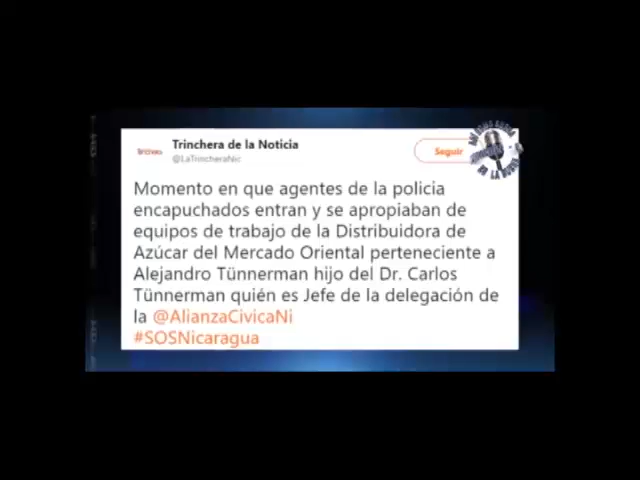 Trinchera de la Noticia
@LaTrincheraNic
Seguir
Momento en que agentes de la policía
encapuchados entran y se apropiaban de
equipos de trabajo de la Distribuidora de
Azúcar del Mercado Oriental perteneciente a
Alejandro Tünnerman hijo del Dr. Carlos
Tünnerman quién es Jefe de la delegación de
la @AlianzaCivicaNi
#SOSNicaragua